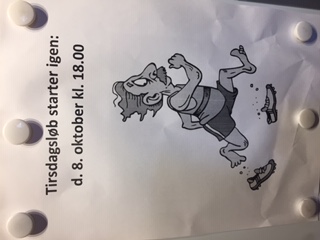 Tirsdagsløb starter igen:
d. 8. oktober kl. 18.00